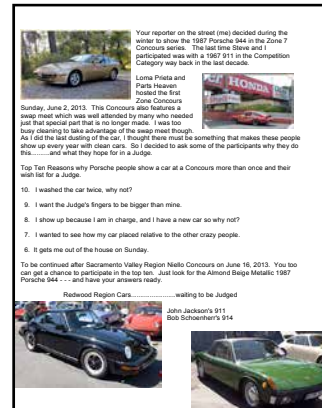 Your reporter on the street (me) decided during the
winter to show the 1987 Porsche 944 in the Zone 7
Concours series.  The last time Steve and I
participated was with a 1967 911 in the Competition
Category way back in the last decade.
Loma Prieta and
Parts Heaven
hosted the first
Zone Concours
Sunday, June 2, 2013.  This Concours also features a
swap meet which was well attended by many who needed
just that special part that is no longer made.  I was too
busy cleaning to take advantage of the swap meet though.
As I did the last dusting of the car, I thought there must be something that makes these people
show up every year with clean cars.  So I decided to ask some of the participants why they do
this.........and what they hope for in a Judge.
Top Ten Reasons why Porsche people show a car at a Concours more than once and their
wish list for a Judge.
10.  I washed the car twice, why not?
9.  I want the Judge's fingers to be bigger than mine.
8.  I show up because I am in charge, and I have a new car so why not?
7.  I wanted to see how my car placed relative to the other crazy people.
6.  It gets me out of the house on Sunday.
To be continued after Sacramento Valley Region Niello Concours on June 16, 2013.  You too
can get a chance to participate in the top ten.  Just look for the Almond Beige Metallic 1987
Porsche 944 - - - and have your answers ready.
Redwood Region Cars......................waiting to be Judged
John Jackson's 911
Bob Schoenherr's 914
HONDA